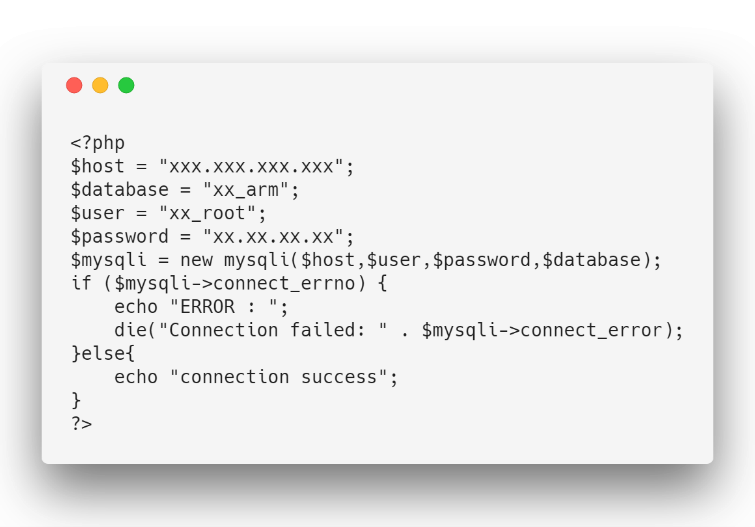 <?php
$host = "xxx.xxx.xxx.xxx";
$database = "xx_arm";
$user = "xx_root";
$password = "xx.xx.xx.xx";
$mysqli = new mysqli($host,$user,$password,$database);
if ($mysqli->connect_errno) {
    echo "ERROR : ";
    die("Connection failed: " . $mysqli->connect_error);
}else{
    echo "connection success";
}
?>